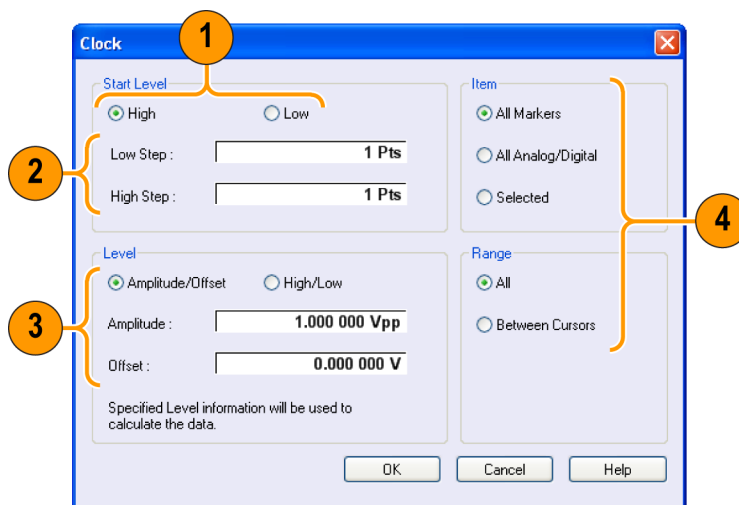 1
Clock
Start Level
High Low
Low Step : 1 Pts
High Step : 1 Pts
2
Item
All Markers
All Analog/Digital
Selected
4
Level
Amplitude/Offset High/Low
Amplitude : 1.000 000 Vpp
Offset : 0.000 000 V
3
Specified Level information will be used to
calculate the data.
Range
All
Between Cursors
OK Cancel Help